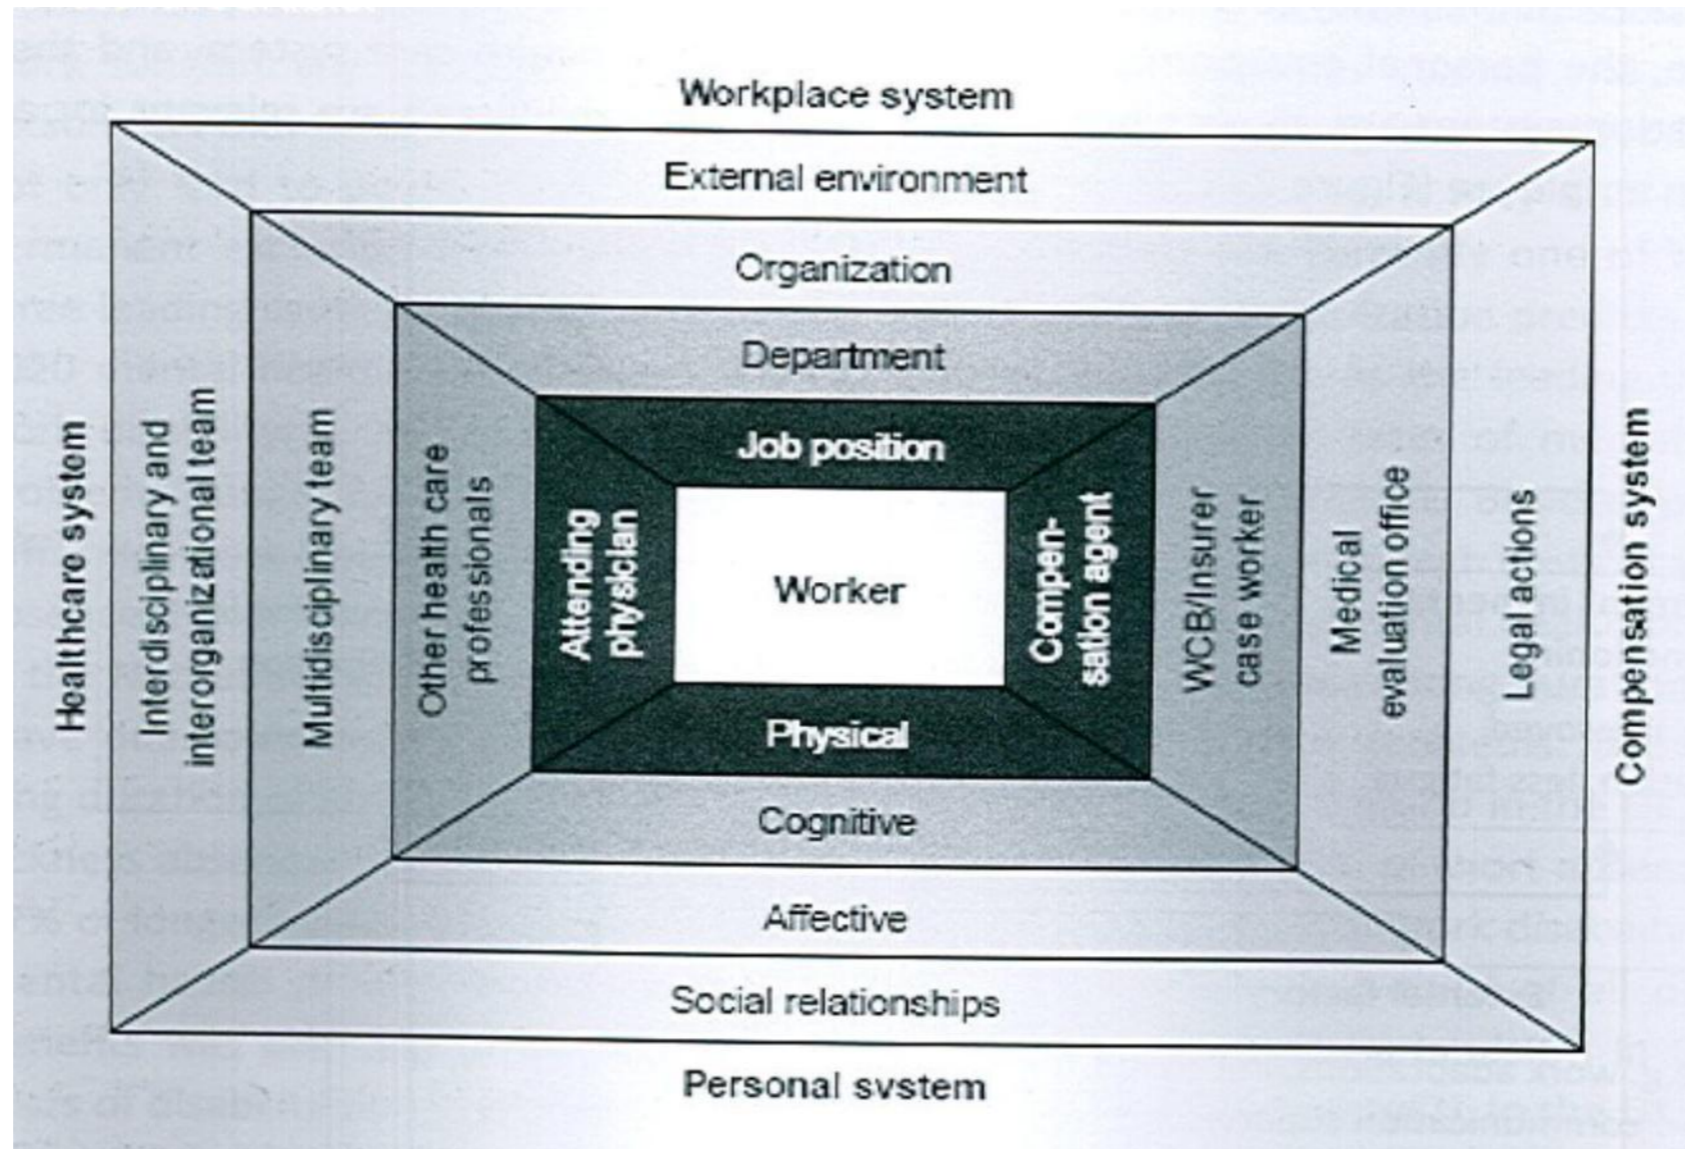 Workplace system
External environment
Organization
Department
Job position
Healthcare system
Interdisciplinary and
interorganizational team
Multidisciplinary team
Other health care
professionals
Attending
physician
Worker
Compen-
sation agent
WCB/Insurer
case worker
Medical
evaluation office
Legal actions
Compensation system
Physical
Cognitive
Affective
Social relationships
Personal system